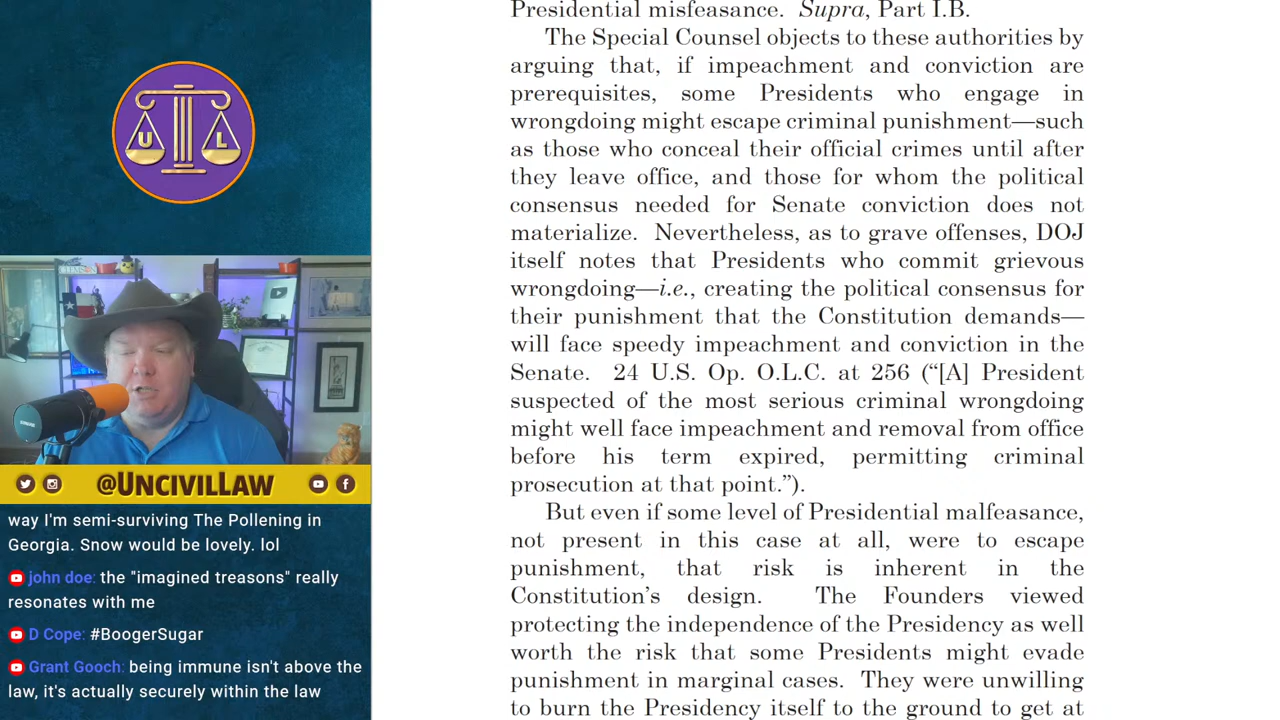 U L
@UNCIVILLAW
way I'm semi-surviving The Pollening in
Georgia. Snow would be lovely. lol
john doe: the "imagined treasons" really
resonates with me
D Cope: #BoogerSugar
Grant Gooch: being immune isn't above the
law, it's actually securely within the law
Presidential misfeasance. Supra, Part I.B.
The Special Counsel objects to these authorities by
arguing that, if impeachment and conviction are
prerequisites, some Presidents who engage in
wrongdoing might escape criminal punishment—such
as those who conceal their official crimes until after
they leave office, and those for whom the political
consensus needed for Senate conviction does not
materialize. Nevertheless, as to grave offenses, DOJ
itself notes that Presidents who commit grievous
wrongdoing—i.e., creating the political consensus for
their punishment that the Constitution demands—
will face speedy impeachment and conviction in the
Senate. 24 U.S. Op. O.L.C. at 256 (“[A] President
suspected of the most serious criminal wrongdoing
might well face impeachment and removal from office
before his term expired, permitting criminal
prosecution at that point.”).
But even if some level of Presidential malfeasance,
not present in this case at all, were to escape
punishment, that risk is inherent in the
Constitution’s design. The Founders viewed
protecting the independence of the Presidency as well
worth the risk that some Presidents might evade
punishment in marginal cases. They were unwilling
to burn the Presidency itself to the ground to get at